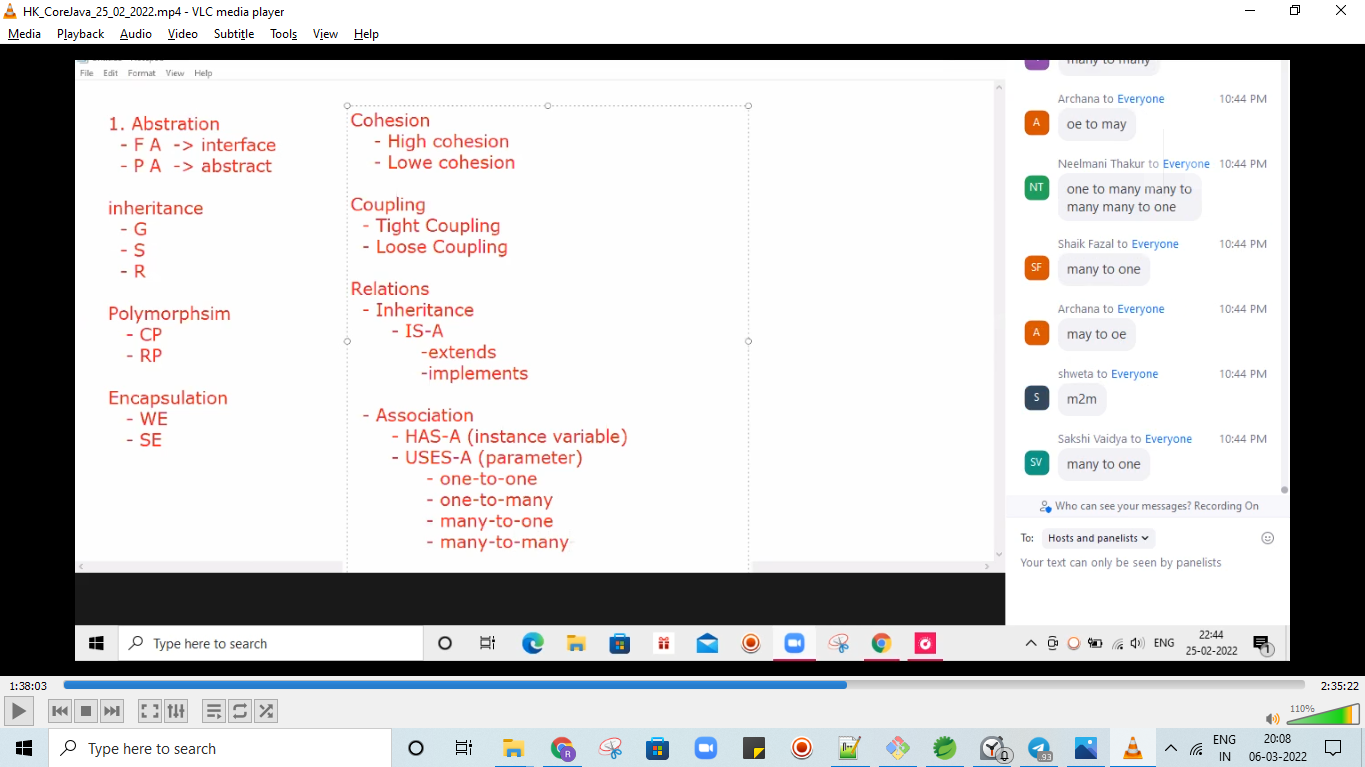 HK_CoreJava_25_02_2022.mp4 - VLC media player
Media Playback Audio Video Subtitle Tools View Help
File Edit Format View Help
1. Abstration
- F A -> interface
- P A -> abstract
inheritance
- G
- S
- R
Polymorphsim
- CP
- RP
Encapsulation
- WE
- SE
Cohesion
- High cohesion
- Lowe cohesion
Coupling
- Tight Coupling
- Loose Coupling
Relations
- Inheritance
- IS-A
-extends
-implements
- Association
- HAS-A (instance variable)
- USES-A (parameter)
- one-to-one
- one-to-many
- many-to-one
- many-to-many
many to many
Archana to Everyone 10:44 PM
A
oe to may
Neelmani Thakur to Everyone 10:44 PM
NT
one to many many to
many many to one
Shaik Fazal to Everyone 10:44 PM
SF
many to one
Archana to Everyone 10:44 PM
A
may to oe
shweta to Everyone 10:44 PM
S
m2m
Sakshi Vaidya to Everyone 10:44 PM
SV
many to one
Who can see your messages? Recording On
To: Hosts and panelists
Your text can only be seen by panelists
Type here to search
ENG
22:44
25-02-2022
1
1:38:03
2:35:22
110%
Type here to search
R
93
ENG
IN
20:08
06-03-2022